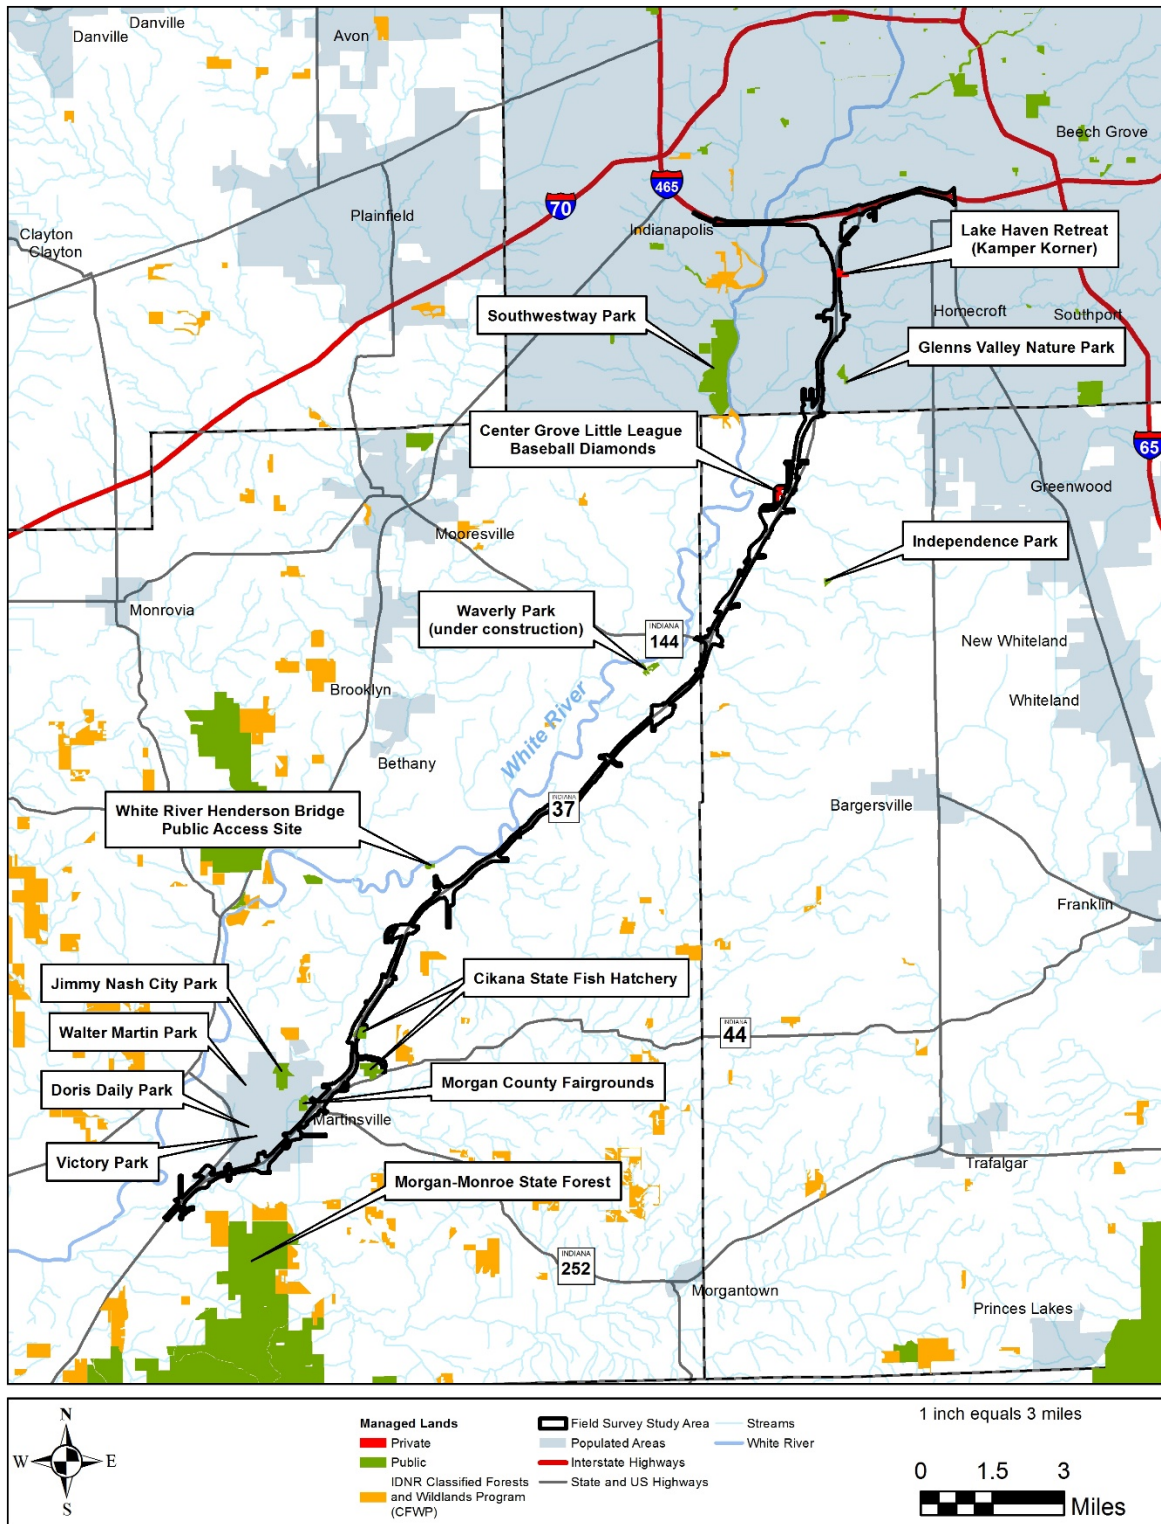 Danville
Danville
Avon
Beech Grove
465
70
Plainfield
Clayton
Clayton
Indianapolis
Lake Haven Retreat
(Kamper Korner)
Southwestway Park
Homecroft
Southport
Glenns Valley Nature Park
Center Grove Little League
Baseball Diamonds
65
Greenwood
Mooresville
Independence Park
Waverly Park
(under construction)
INDIANA
144
Monrovia
New Whiteland
Brooklyn
Whiteland
White River
Bethany
INDIANA
37
Bargersville
White River Henderson Bridge
Public Access Site
Franklin
Jimmy Nash City Park
Cikana State Fish Hatchery
Walter Martin Park
INDIANA
44
Doris Daily Park
Morgan County Fairgrounds
Martinsville
Victory Park
Trafalgar
Morgan-Monroe State Forest
INDIANA
252
Morgantown
Princes Lakes
N
W
E
S
Managed Lands
Private
Public
IDNR Classified Forests
and Wildlands Program
(CFWP)
Field Survey Study Area
Populated Areas
Interstate Highways
State and US Highways
Streams
White River
1 inch equals 3 miles
0 1.5 3
Miles